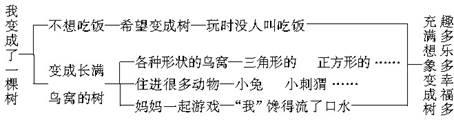 我变成了一棵树
不想吃饭—希望变成树—玩时没人叫吃饭
变成长满
鸟窝的树
各种形状的鸟窝—三角形的 正方形的 ……
住进很多动物—小兔 小刺猬 ……
妈妈一起游戏—“我”馋得流了口水
充满想象变成树
趣多乐多幸福多